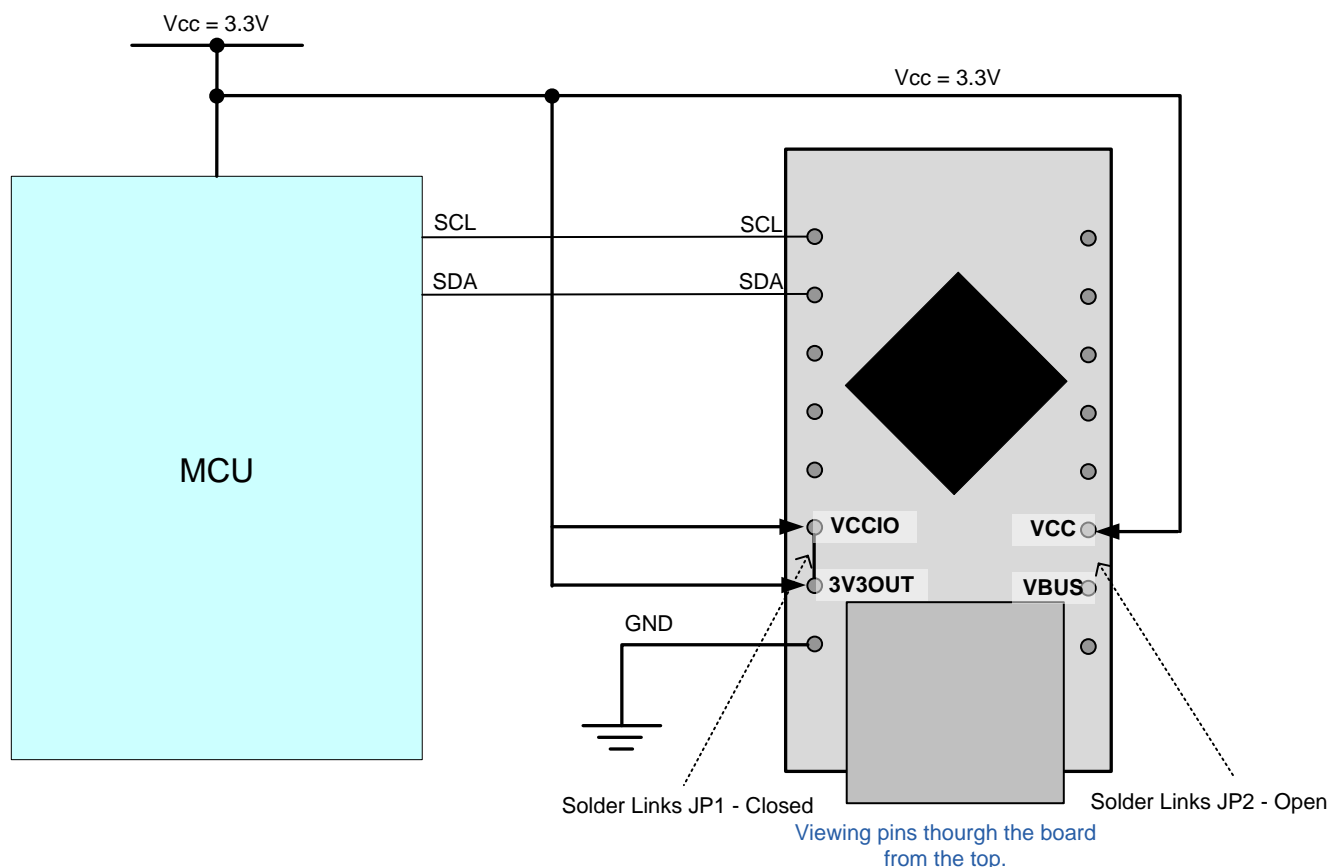 Vcc = 3.3V
Vcc = 3.3V
SCL
SCL
SDA
SDA
MCU
VCCIO
VCC
3V3OUT
VBUS
GND
Solder Links JP1 - Closed
Solder Links JP2 - Open
Viewing pins thourgh the board
from the top.